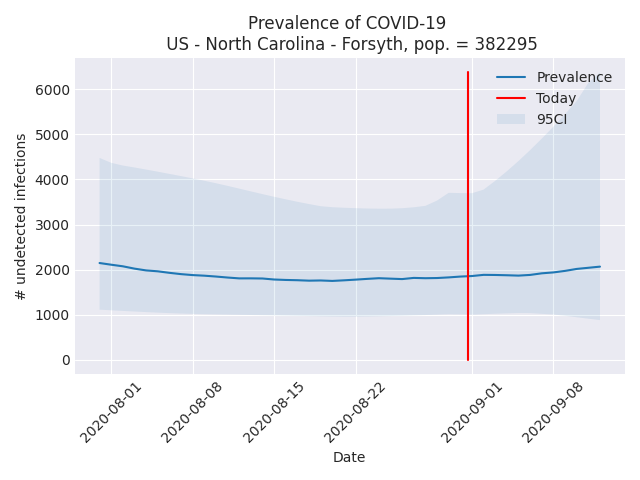 Prevalence of COVID-19
US - North Carolina - Forsyth, pop. = 382295
Prevalence
Today
95CI
# undetected infections
6000
5000
4000
3000
2000
1000
0
2020-08-01
2020-08-08
2020-08-15
2020-08-22
2020-09-01
2020-09-08
Date